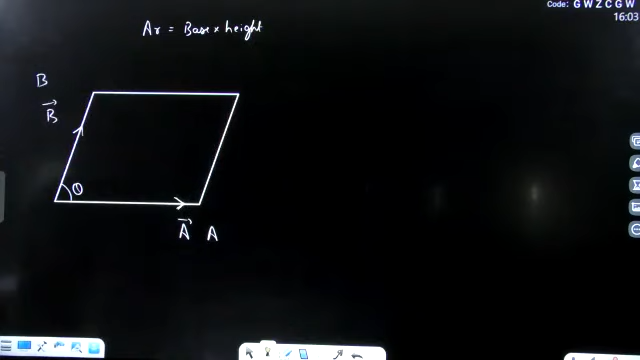 Code: G W Z C G W
16:03
Ar = Base × height
B
B⃗
θ
A⃗ A